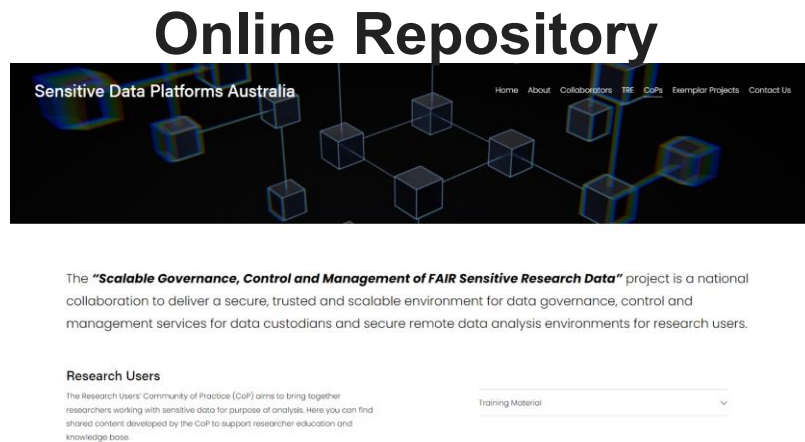 Online Repository
Sensitive Data Platforms Australia
Home About Collaborators TRE CoPs Exemplar Projects Contact Us
The “Scalable Governance, Control and Management of FAIR Sensitive Research Data” project is a national
collaboration to deliver a secure, trusted and scalable environment for data governance, control and
management services for data custodians and secure remote data analysis environments for research users.
Research Users
The Research Users' Community of Practice (CoP) aims to bring together
researchers working with sensitive data for purpose of analysis. Here you can find
shared content developed by the CoP to support researcher education and
knowledge base.
Training Material